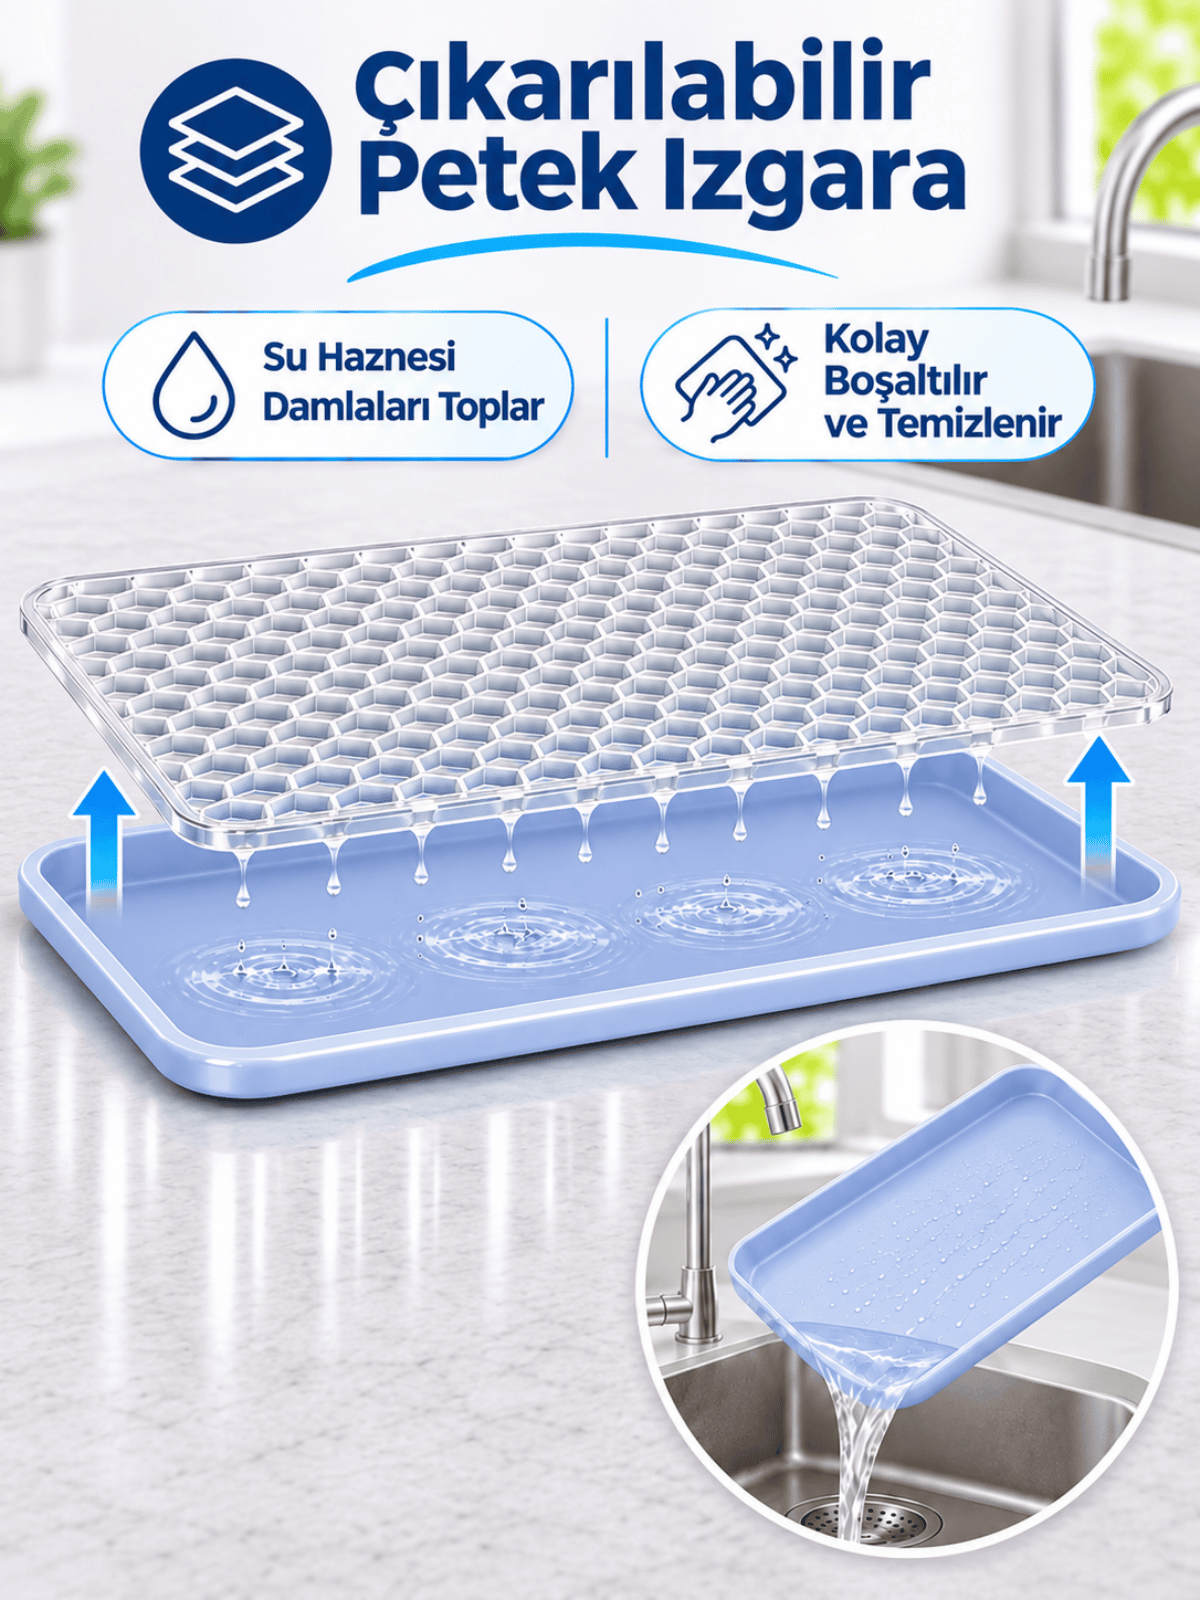 Çıkarılabilir
Petek Izgara
Su Haznesi
Damlaları Toplar
Kolay
Boşaltılır
ve Temizlenir